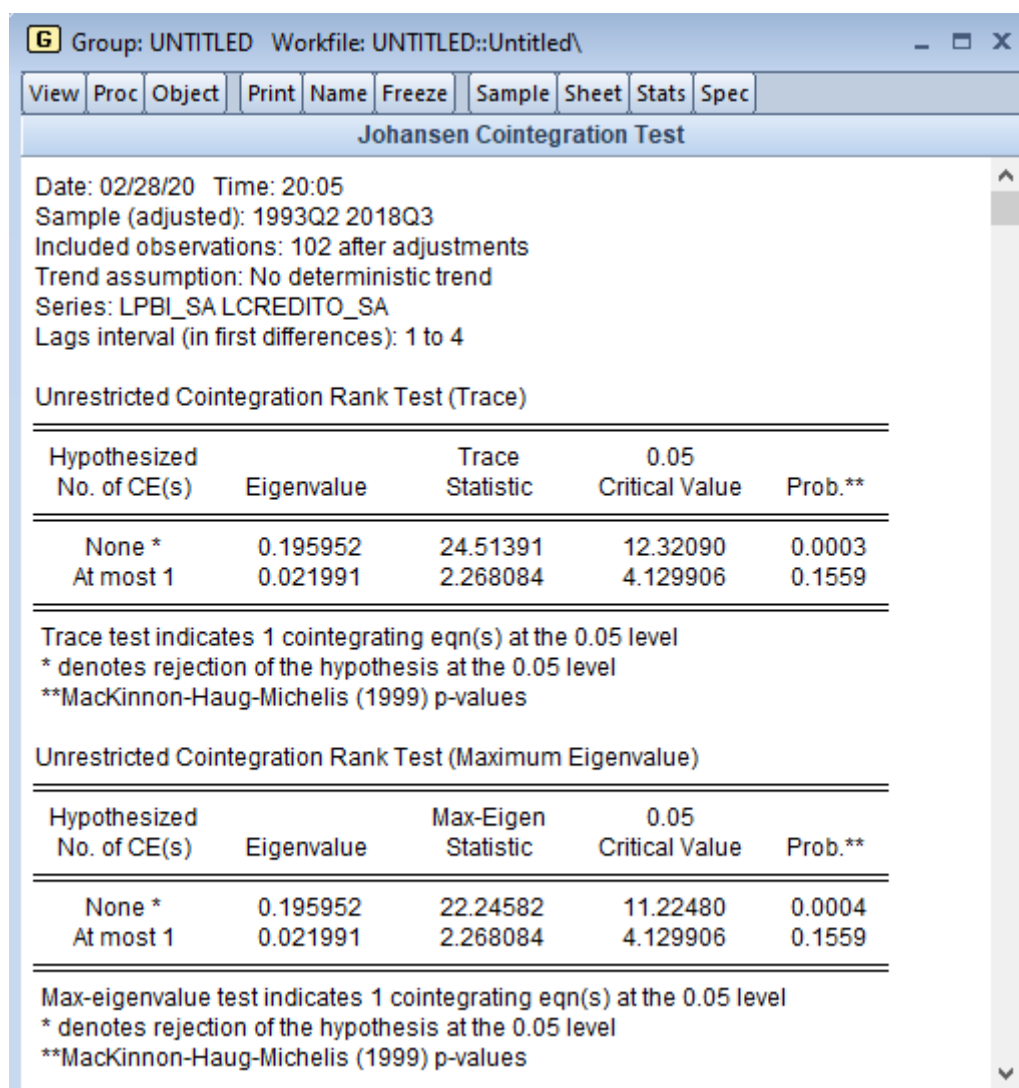 G Group: UNTITLED Workfile: UNTITLED::Untitled\
View Proc Object Print Name Freeze Sample Sheet Stats Spec
Johansen Cointegration Test
Date: 02/28/20 Time: 20:05
Sample (adjusted): 1993Q2 2018Q3
Included observations: 102 after adjustments
Trend assumption: No deterministic trend
Series: LPBI_SA LCREDITO_SA
Lags interval (in first differences): 1 to 4
Unrestricted Cointegration Rank Test (Trace)
Hypothesized Trace 0.05
No. of CE(s) Eigenvalue Statistic Critical Value Prob.**
None * 0.195952 24.51391 12.32090 0.0003
At most 1 0.021991 2.268084 4.129906 0.1559
Trace test indicates 1 cointegrating eqn(s) at the 0.05 level
* denotes rejection of the hypothesis at the 0.05 level
**MacKinnon-Haug-Michelis (1999) p-values
Unrestricted Cointegration Rank Test (Maximum Eigenvalue)
Hypothesized Max-Eigen 0.05
No. of CE(s) Eigenvalue Statistic Critical Value Prob.**
None * 0.195952 22.24582 11.22480 0.0004
At most 1 0.021991 2.268084 4.129906 0.1559
Max-eigenvalue test indicates 1 cointegrating eqn(s) at the 0.05 level
* denotes rejection of the hypothesis at the 0.05 level
**MacKinnon-Haug-Michelis (1999) p-values